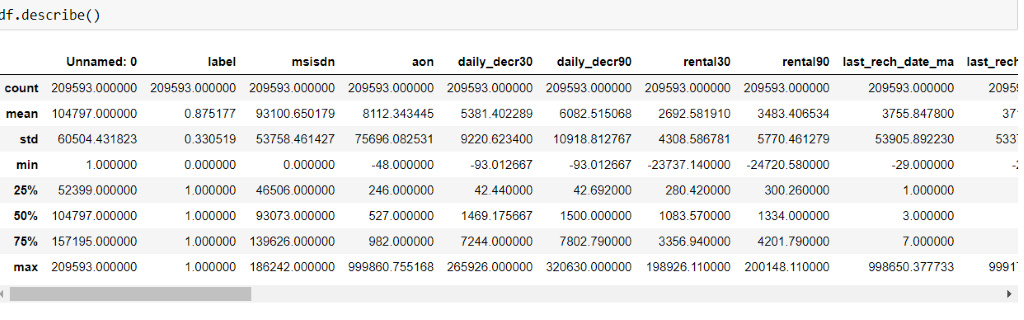 df.describe()
Unnamed: 0 label msisdn aon daily_decr30 daily_decr90 rental30 rental90 last_rech_date_ma last_rech
count 209593.000000 209593.000000 209593.000000 209593.000000 209593.000000 209593.000000 209593.000000 209593.000000 209593.000000 2095
mean 104797.000000 0.875177 93100.650179 8112.343445 5381.402289 6082.515068 2692.581910 3483.406534 3755.847800 37
std 60504.431823 0.330519 53758.461427 75696.082531 9220.623400 10918.812767 4308.586781 5770.461279 53905.892230 533
min 1.000000 0.000000 0.000000 -48.000000 -93.012667 -93.012667 -23737.140000 -24720.580000 -29.000000 -2
25% 52399.000000 1.000000 46506.000000 246.000000 42.440000 42.692000 280.420000 300.260000 1.000000
50% 104797.000000 1.000000 93073.000000 527.000000 1469.175667 1500.000000 1083.570000 1334.000000 3.000000
75% 157195.000000 1.000000 139626.000000 982.000000 7244.000000 7802.790000 3356.940000 4201.790000 7.000000
max 209593.000000 1.000000 186242.000000 999860.755168 265926.000000 320630.000000 198926.110000 200148.110000 998650.377733 9991